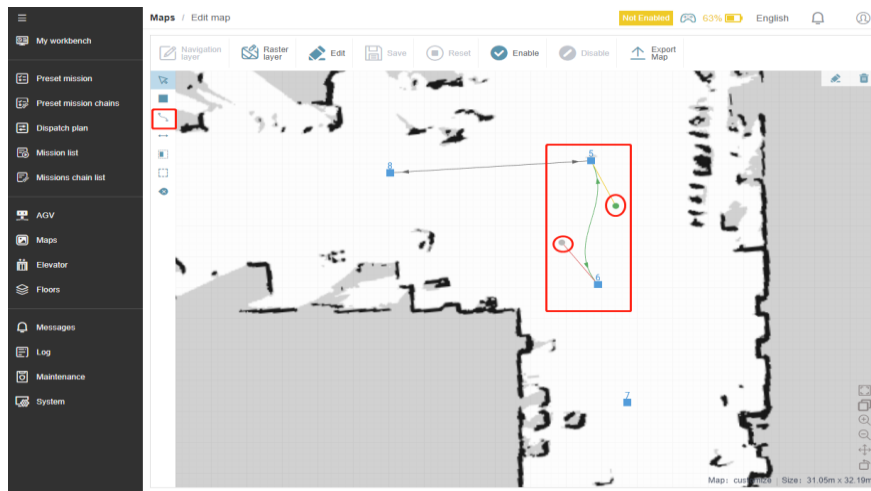 Maps / Edit map
Not Enabled 63% English
My workbench
Preset mission
Preset mission chains
Dispatch plan
Mission list
Missions chain list
AGV
Maps
Elevator
Floors
Messages
Log
Maintenance
System
Navigation layer
Raster layer
Edit
Save
Reset
Enable
Disable
Export Map
8
5
6
7
Map: customize | Size: 31.05m x 32.19m